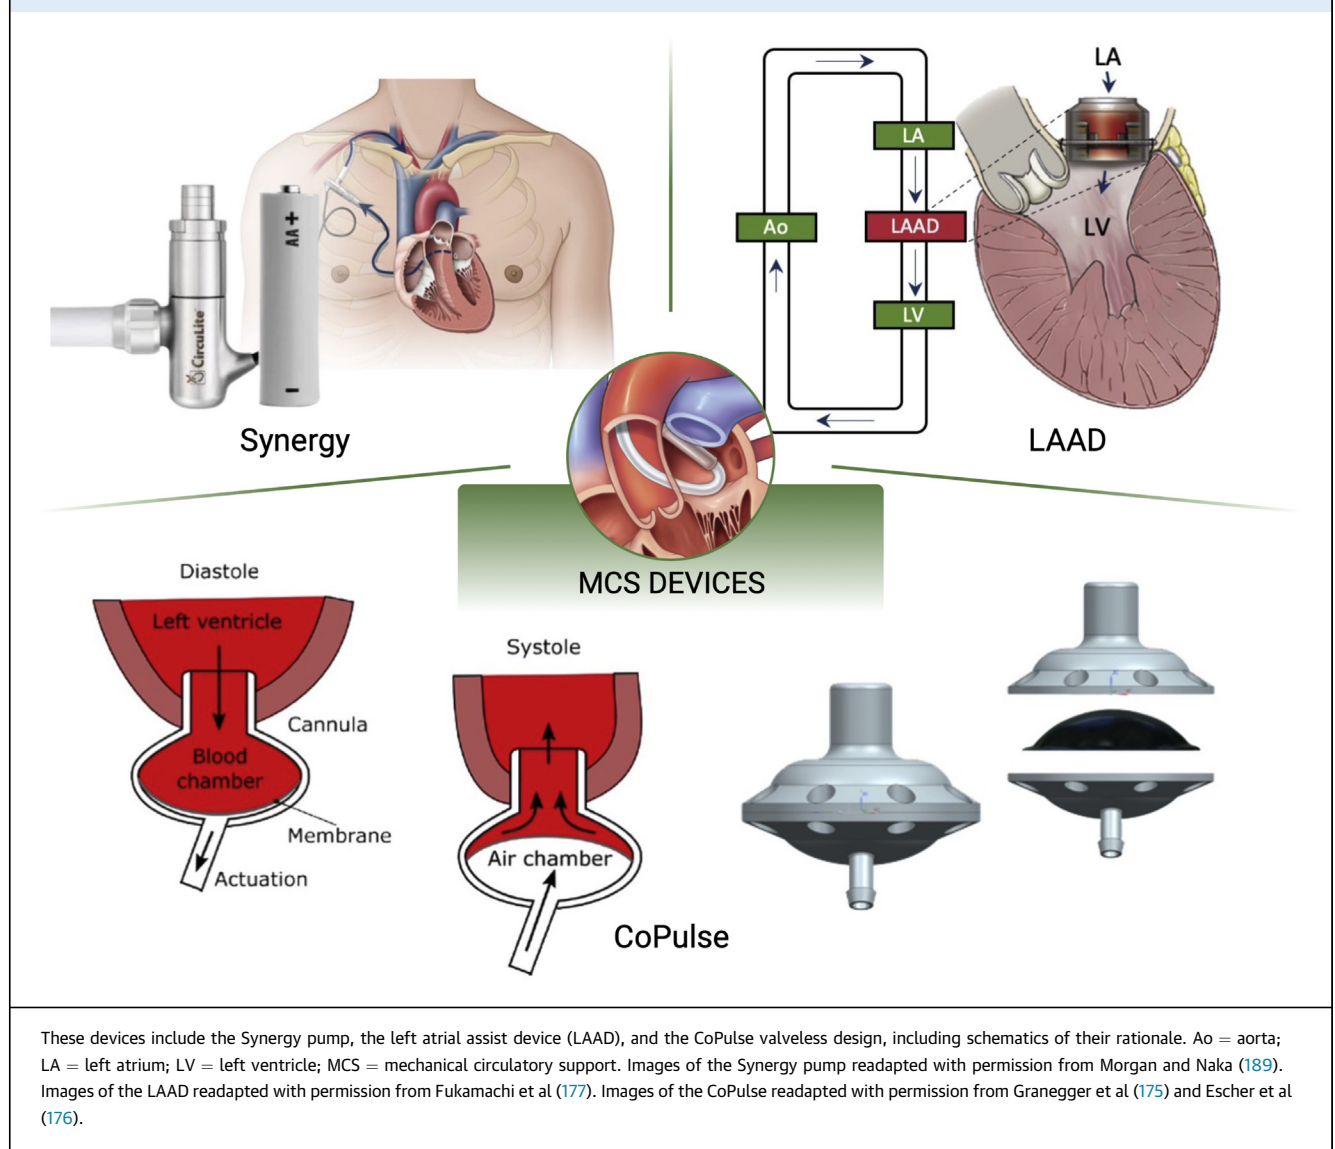 AA +
−
CircuLite
Synergy
LA
LA
LAAD
Ao
LV
LV
LAAD
MCS DEVICES
Diastole
Left ventricle
Cannula
Blood
chamber
Membrane
Actuation
Systole
Air chamber
CoPulse
These devices include the Synergy pump, the left atrial assist device (LAAD), and the CoPulse valveless design, including schematics of their rationale. Ao = aorta;
LA = left atrium; LV = left ventricle; MCS = mechanical circulatory support. Images of the Synergy pump readapted with permission from Morgan and Naka (189).
Images of the LAAD readapted with permission from Fukamachi et al (177). Images of the CoPulse readapted with permission from Granegger et al (175) and Escher et al
(176).